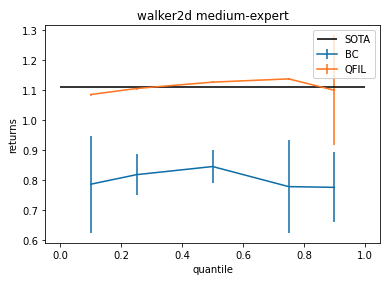 walker2d medium-expert
SOTA
BC
QFIL
1.3
1.2
1.1
1.0
0.9
0.8
0.7
0.6
returns
0.0 0.2 0.4 0.6 0.8 1.0
quantile